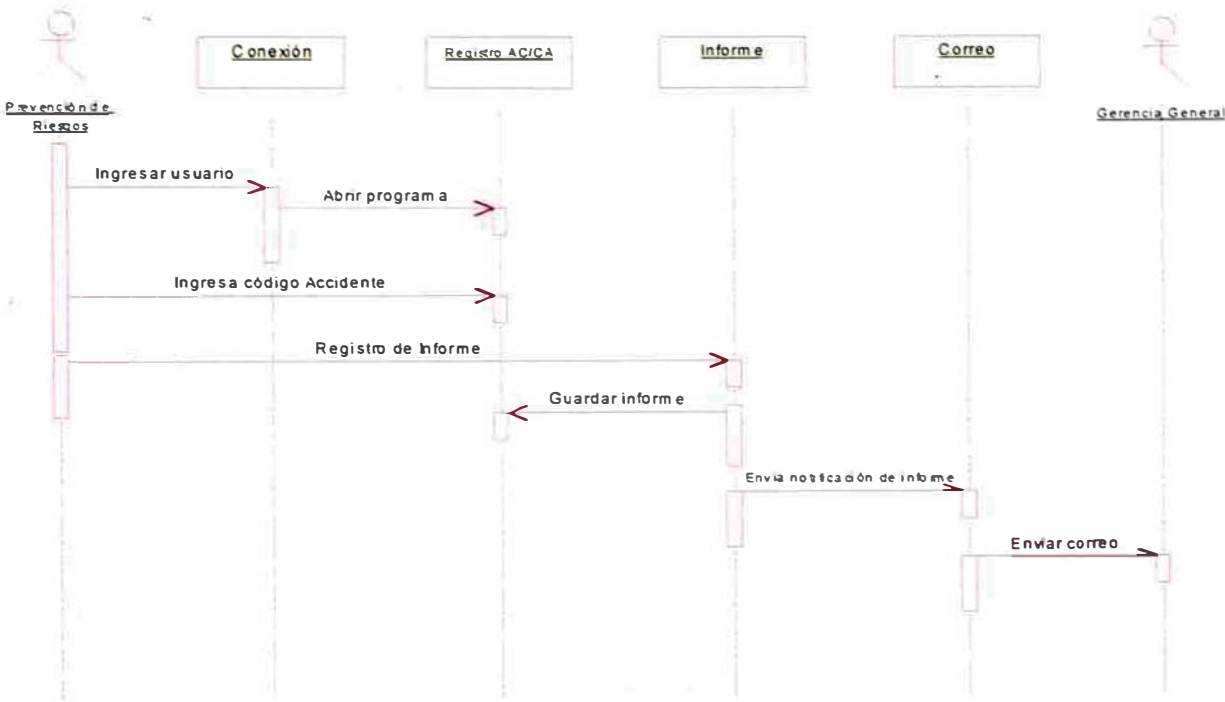 Conexión
Registro AC/CA
Informe
Correo
Prevención de
Riesgos
Gerencia General
Ingresar usuario
Abrir programa
Ingresa código Accidente
Registro de Informe
Guardar informe
Envia notificación de informe
Enviar correo